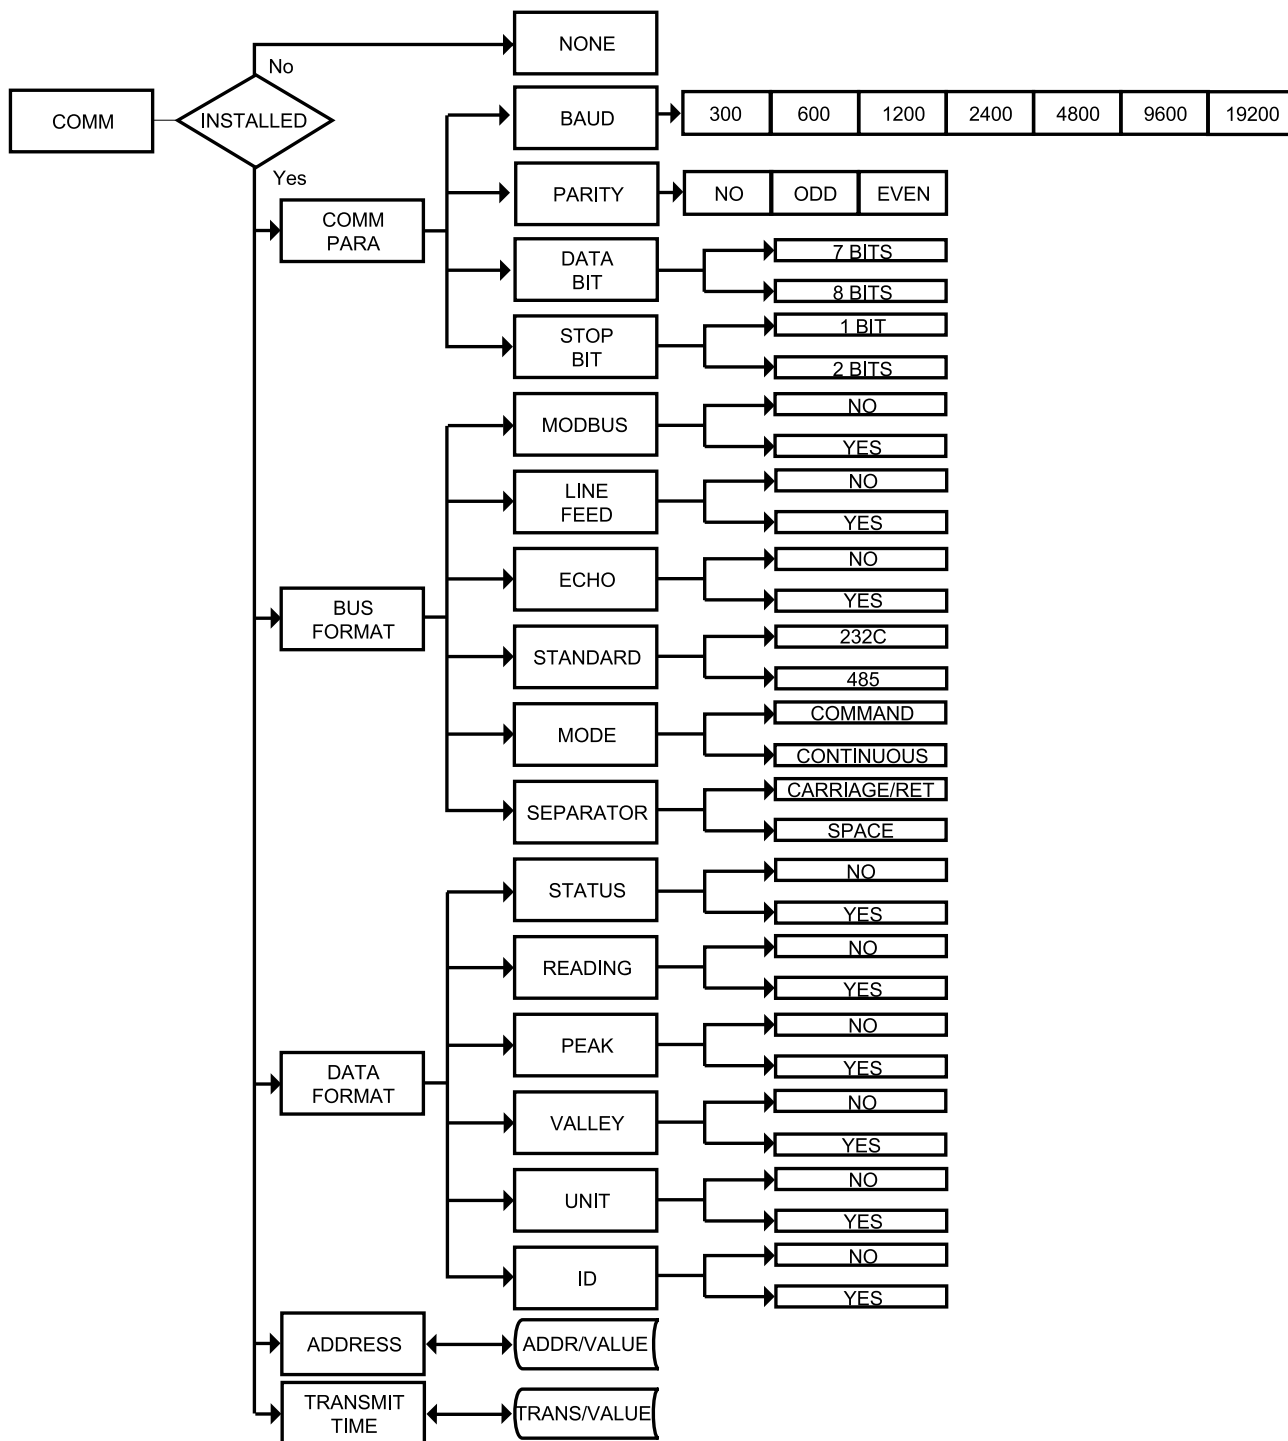 NONE
No
COMM
INSTALLED
BAUD
300
600
1200
2400
4800
9600
19200
Yes
COMM
PARA
PARITY
NO
ODD
EVEN
DATA
BIT
7 BITS
8 BITS
STOP
BIT
1 BIT
2 BITS
MODBUS
NO
YES
LINE
FEED
NO
YES
BUS
FORMAT
ECHO
NO
YES
STANDARD
232C
485
MODE
COMMAND
CONTINUOUS
SEPARATOR
CARRIAGE/RET
SPACE
DATA
FORMAT
STATUS
NO
YES
READING
NO
YES
PEAK
NO
YES
VALLEY
NO
YES
UNIT
NO
YES
ID
NO
YES
ADDRESS
ADDR/VALUE
TRANSMIT
TIME
TRANS/VALUE